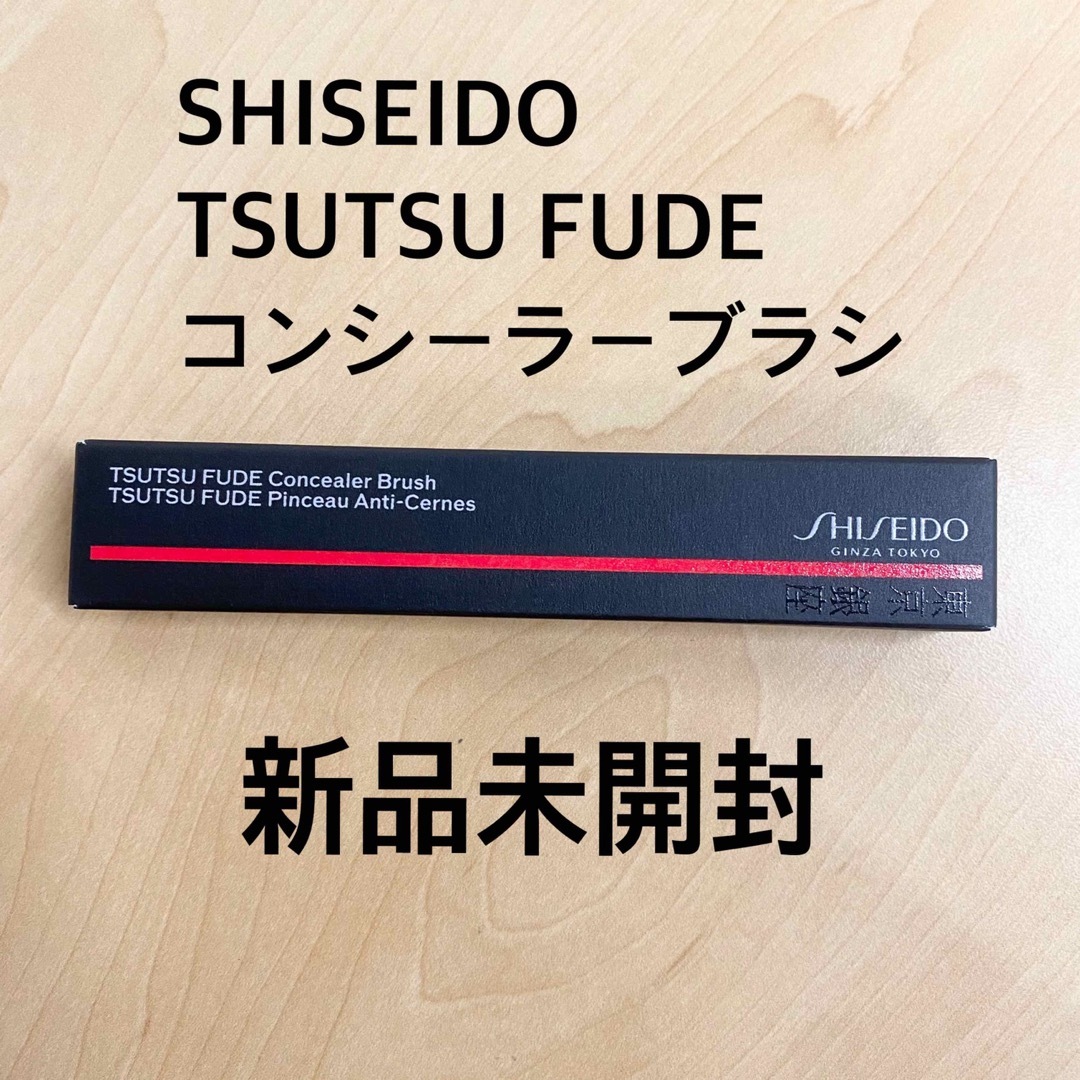 SHISEIDO
TSUTSU FUDE
コンシーラーブラシ
TSUTSU FUDE Concealer Brush
TSUTSU FUDE Pinceau Anti-Cernes
SHISEIDO
GINZA TOKYO
東京 銀座
新品未開封